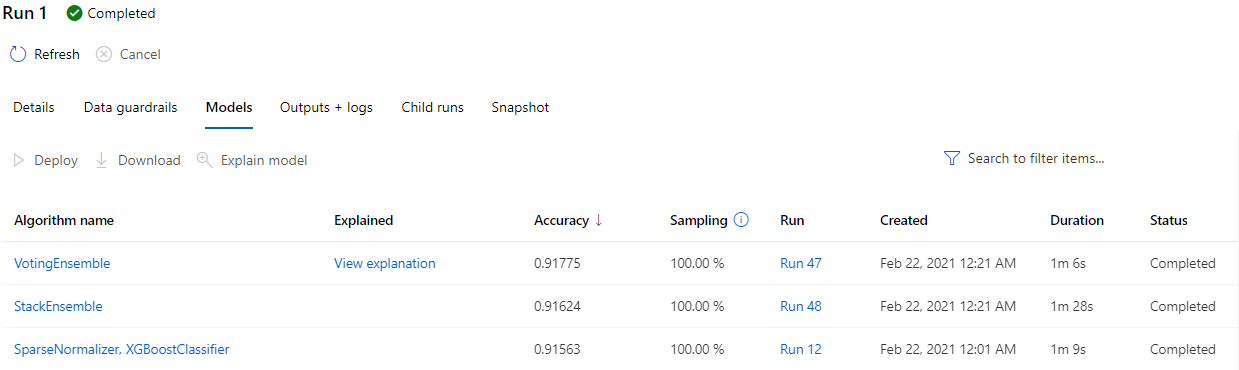 Run 1 Completed
Refresh Cancel
Details Data guardrails Models Outputs + logs Child runs Snapshot
Deploy Download Explain model Search to filter items...
Algorithm name Explained Accuracy ↓ Sampling Run Created Duration Status
VotingEnsemble View explanation 0.91775 100.00 % Run 47 Feb 22, 2021 12:21 AM 1m 6s Completed
StackEnsemble 0.91624 100.00 % Run 48 Feb 22, 2021 12:21 AM 1m 28s Completed
SparseNormalizer, XGBoostClassifier 0.91563 100.00 % Run 12 Feb 22, 2021 12:01 AM 1m 9s Completed